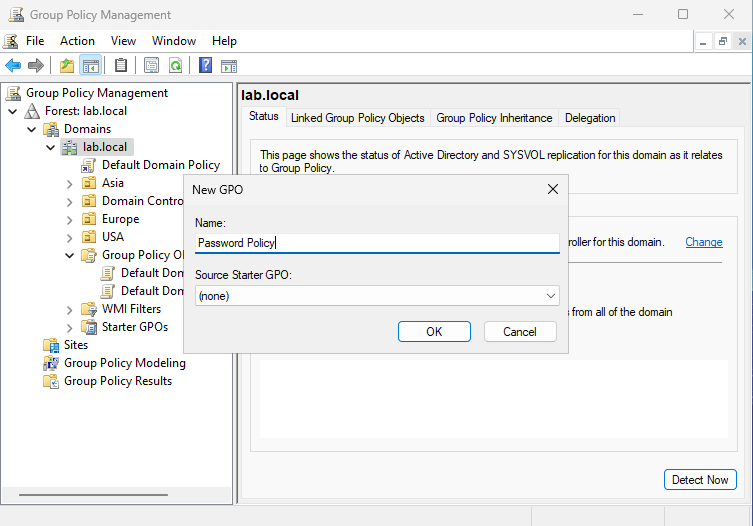 Group Policy Management
File Action View Window Help
Group Policy Management
Forest: lab.local
Domains
lab.local
Default Domain Policy
Asia
Domain Contro
Europe
USA
Group Policy Ob
Default Dom
Default Dom
WMI Filters
Starter GPOs
Sites
Group Policy Modeling
Group Policy Results
lab.local
Status Linked Group Policy Objects Group Policy Inheritance Delegation
This page shows the status of Active Directory and SYSVOL replication for this domain as it relates
to Group Policy.
roller for this domain. Change
from all of the domain
Detect Now
New GPO
Name:
Password Policy
Source Starter GPO:
(none)
OK Cancel